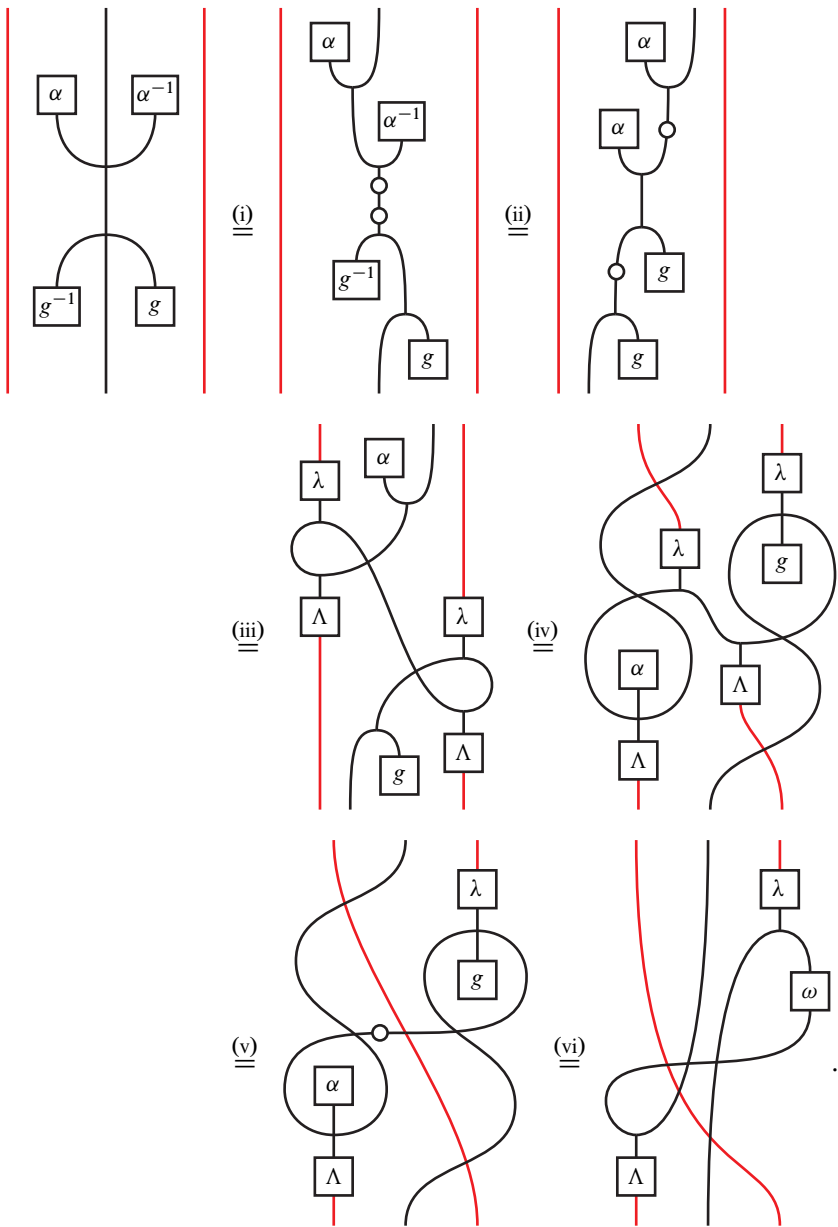 α α⁻¹ (i) = α α⁻¹ (ii) = α α
g⁻¹ g g⁻¹ g g g
(iii) = λ α Λ λ g Λ (iv) = λ λ g α Λ Λ
(v) = λ g α Λ (vi) = λ ω Λ .